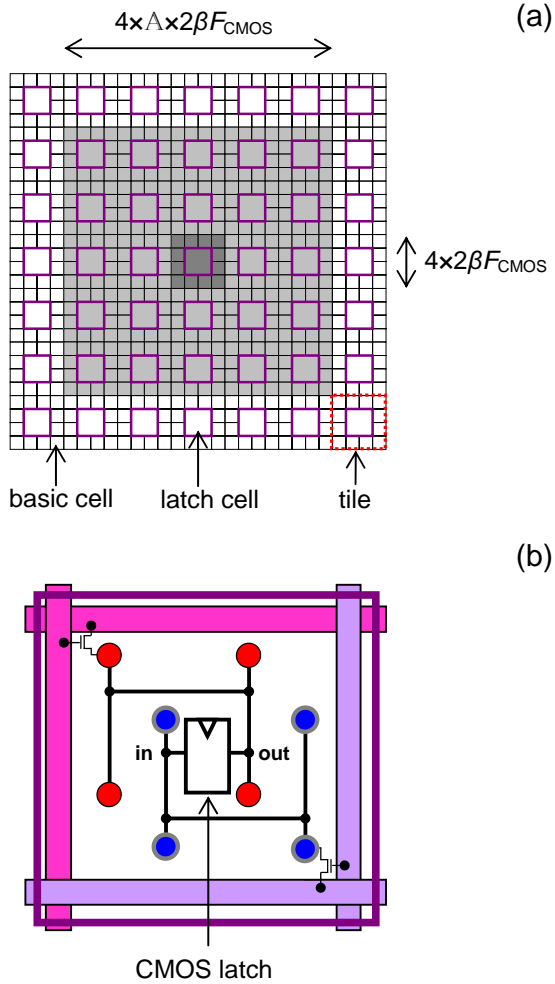 (a)
4×A×2βF_CMOS
4×2βF_CMOS
basic cell
latch cell
tile
(b)
in
out
CMOS latch